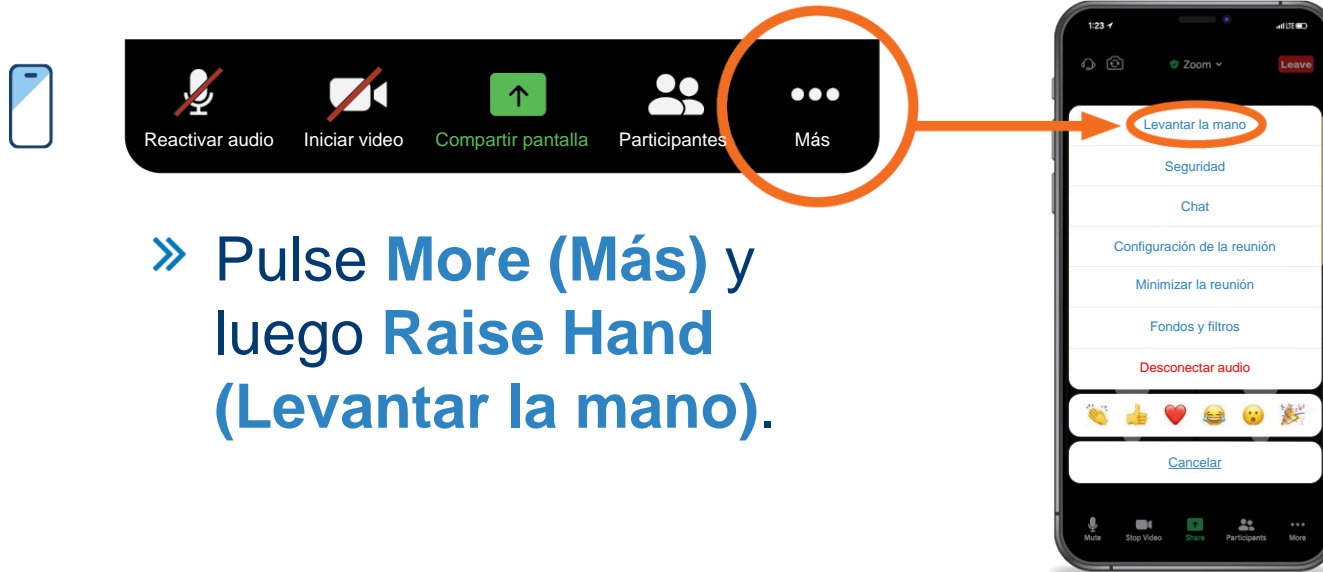 Reactivar audio
Iniciar video
Compartir pantalla
Participantes
Más
Pulse More (Más) y
luego Raise Hand
(Levantar la mano).
1:23
LTE
Zoom
Leave
Levantar la mano
Seguridad
Chat
Configuración de la reunión
Minimizar la reunión
Fondos y filtros
Desconectar audio
Cancelar
Mute
Stop Video
Share
Participants
More